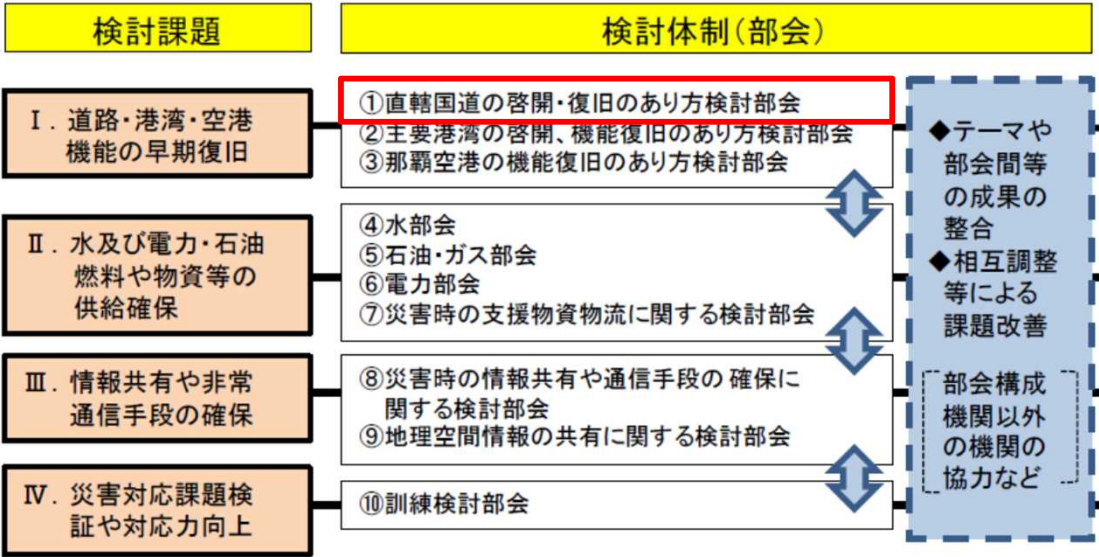 検討課題
検討体制(部会)
Ⅰ．道路・港湾・空港
機能の早期復旧
①直轄国道の啓開・復旧のあり方検討部会
②主要港湾の啓開、機能復旧のあり方検討部会
③那覇空港の機能復旧のあり方検討部会
Ⅱ．水及び電力・石油
燃料や物資等の
供給確保
④水部会
⑤石油・ガス部会
⑥電力部会
⑦災害時の支援物資物流に関する検討部会
Ⅲ．情報共有や非常
通信手段の確保
⑧災害時の情報共有や通信手段の 確保に
関する検討部会
⑨地理空間情報の共有に関する検討部会
Ⅳ．災害対応課題検
証や対応力向上
⑩訓練検討部会
◆テーマや
部会間等
の成果の
整合
◆相互調整
等による
課題改善
部会構成
機関以外
の機関の
協力など